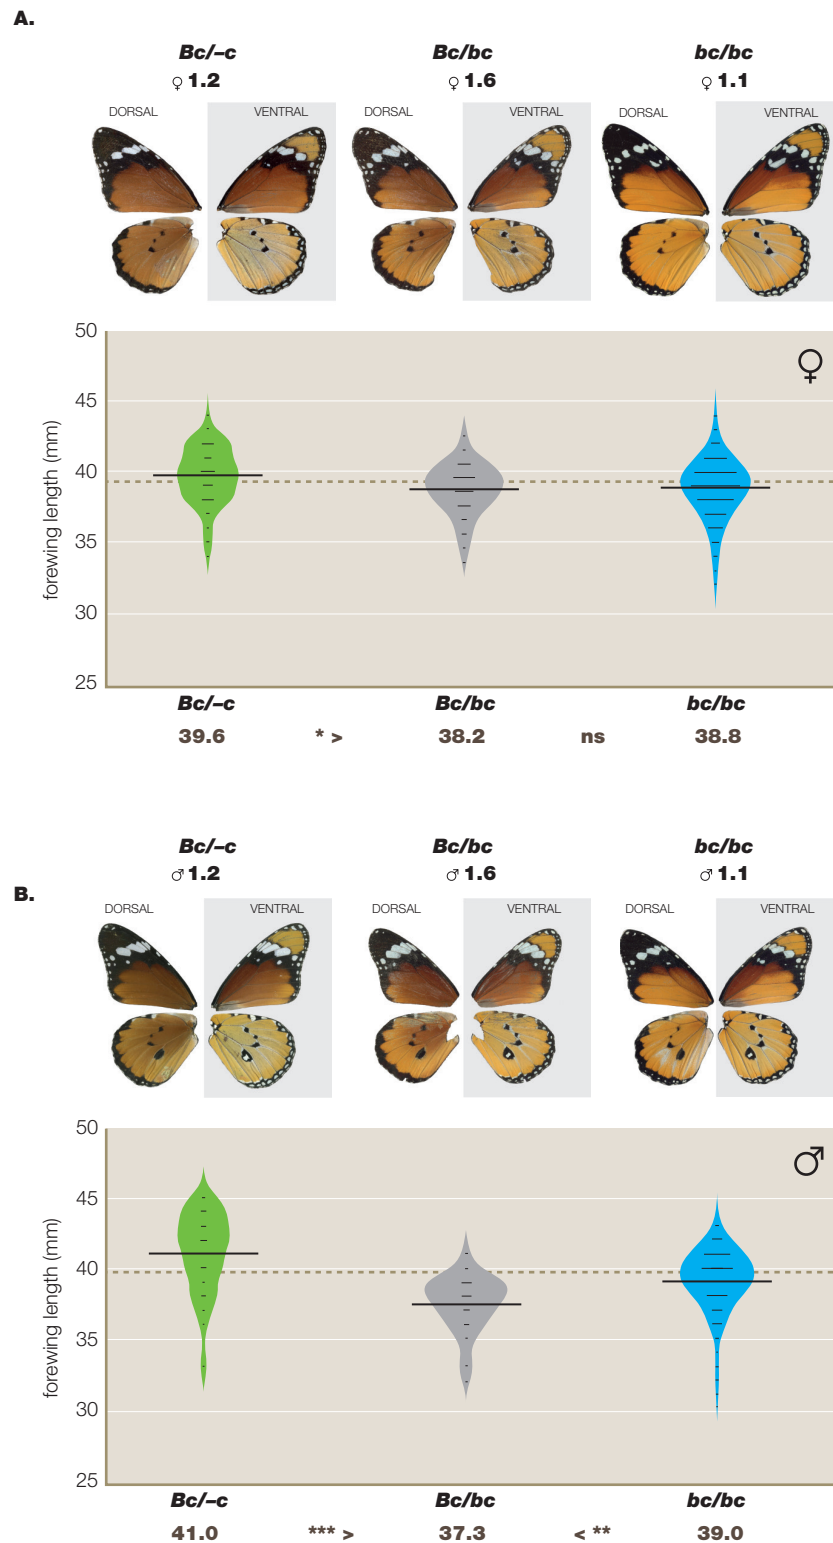 A.
Bc/–c Bc/bc bc/bc
♀ 1.2 ♀ 1.6 ♀ 1.1
DORSAL VENTRAL DORSAL VENTRAL DORSAL VENTRAL
50
♀
45
40
35
30
25
forewing length (mm)
Bc/–c Bc/bc bc/bc
39.6 * > 38.2 ns 38.8
Bc/–c Bc/bc bc/bc
♂ 1.2 ♂ 1.6 ♂ 1.1
B.
DORSAL VENTRAL DORSAL VENTRAL DORSAL VENTRAL
50
♂
45
40
35
30
25
forewing length (mm)
Bc/–c Bc/bc bc/bc
41.0 *** > 37.3 < ** 39.0